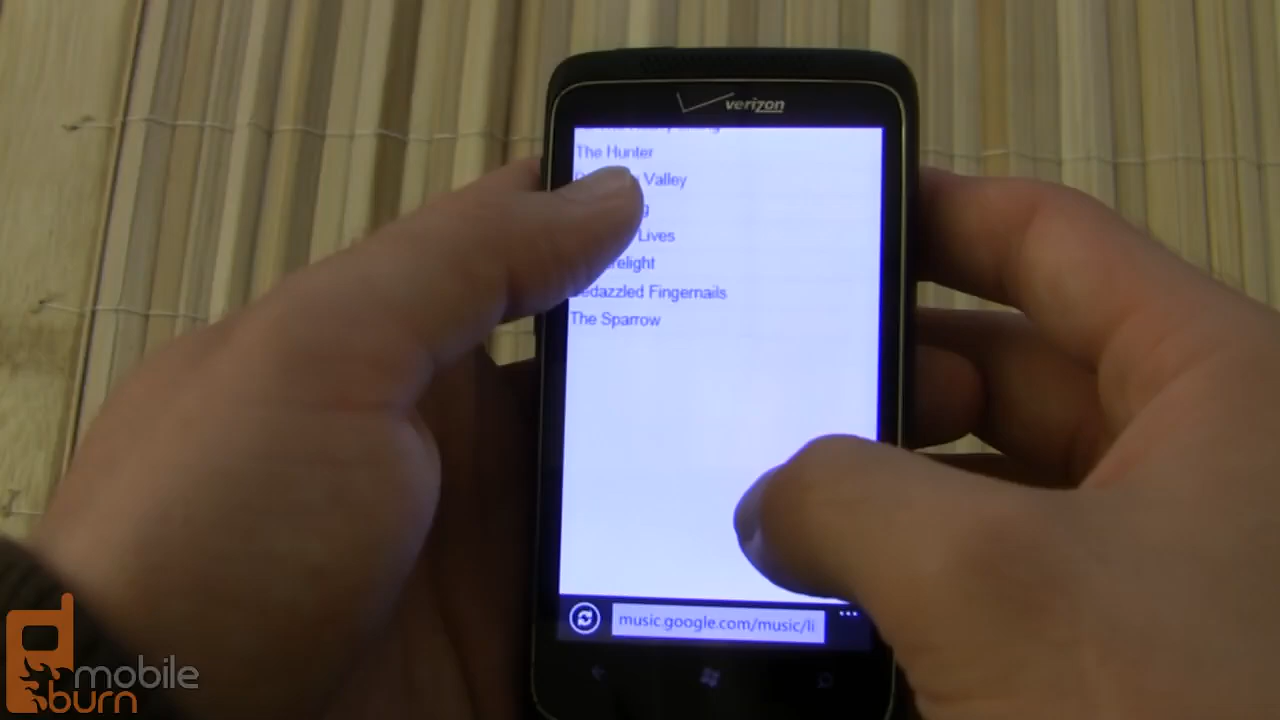 verizon
The Hunter
Valley
Lives
Bedazzled Fingernails
The Sparrow
music.google.com/music/li
mobile
burn